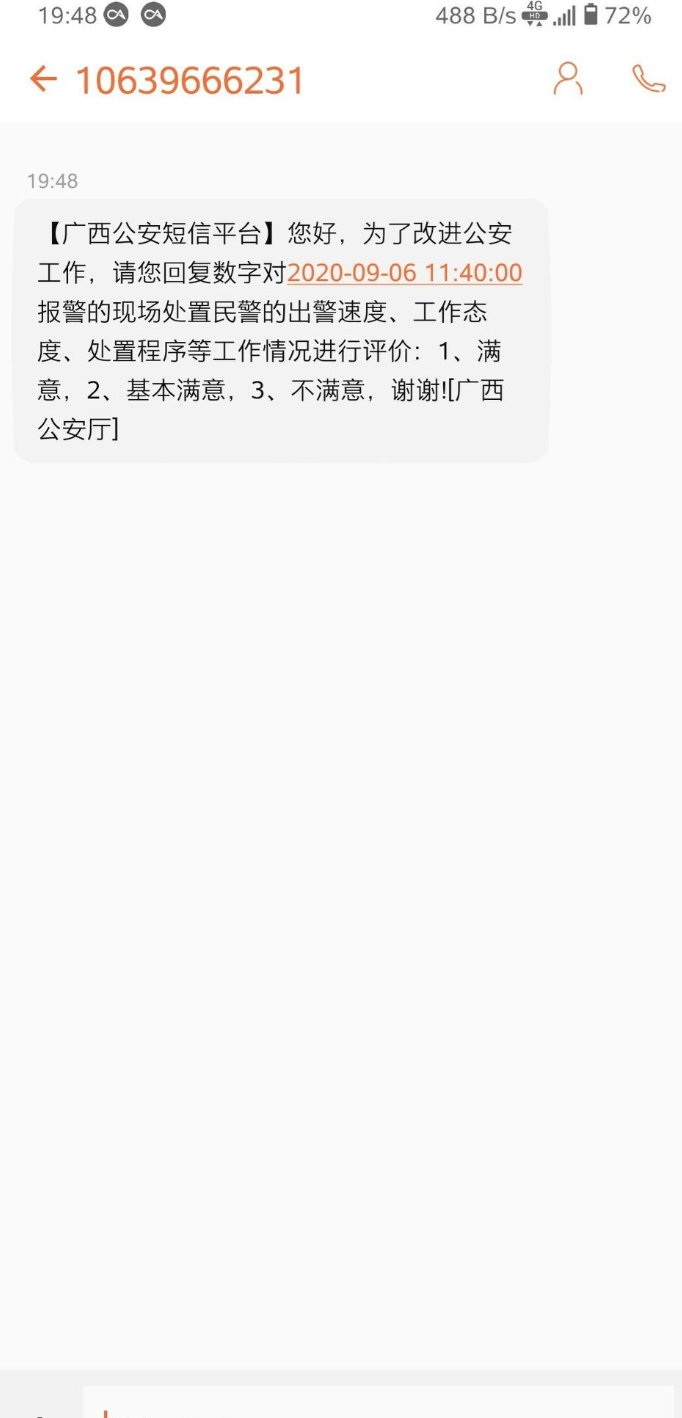 19:48 CA CA 488 B/s 4G HD 72%
← 10639666231
19:48
【广西公安短信平台】您好，为了改进公安
工作，请您回复数字对2020-09-06 11:40:00
报警的现场处置民警的出警速度、工作态
度、处置程序等工作情况进行评价：1、满
意，2、基本满意，3、不满意，谢谢![广西
公安厅]